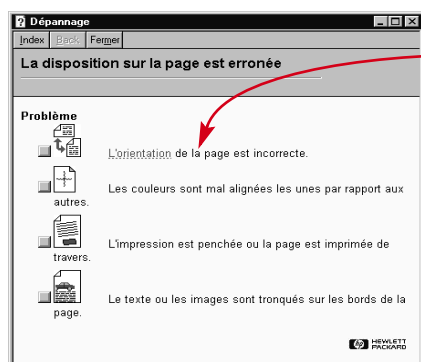 Dépannage
Index Back Fermer
La disposition sur la page est erronée
Problème
L'orientation de la page est incorrecte.
Les couleurs sont mal alignées les unes par rapport aux
autres.
L'impression est penchée ou la page est imprimée de
travers.
Le texte ou les images sont tronqués sur les bords de la
page.
HEWLETT
PACKARD